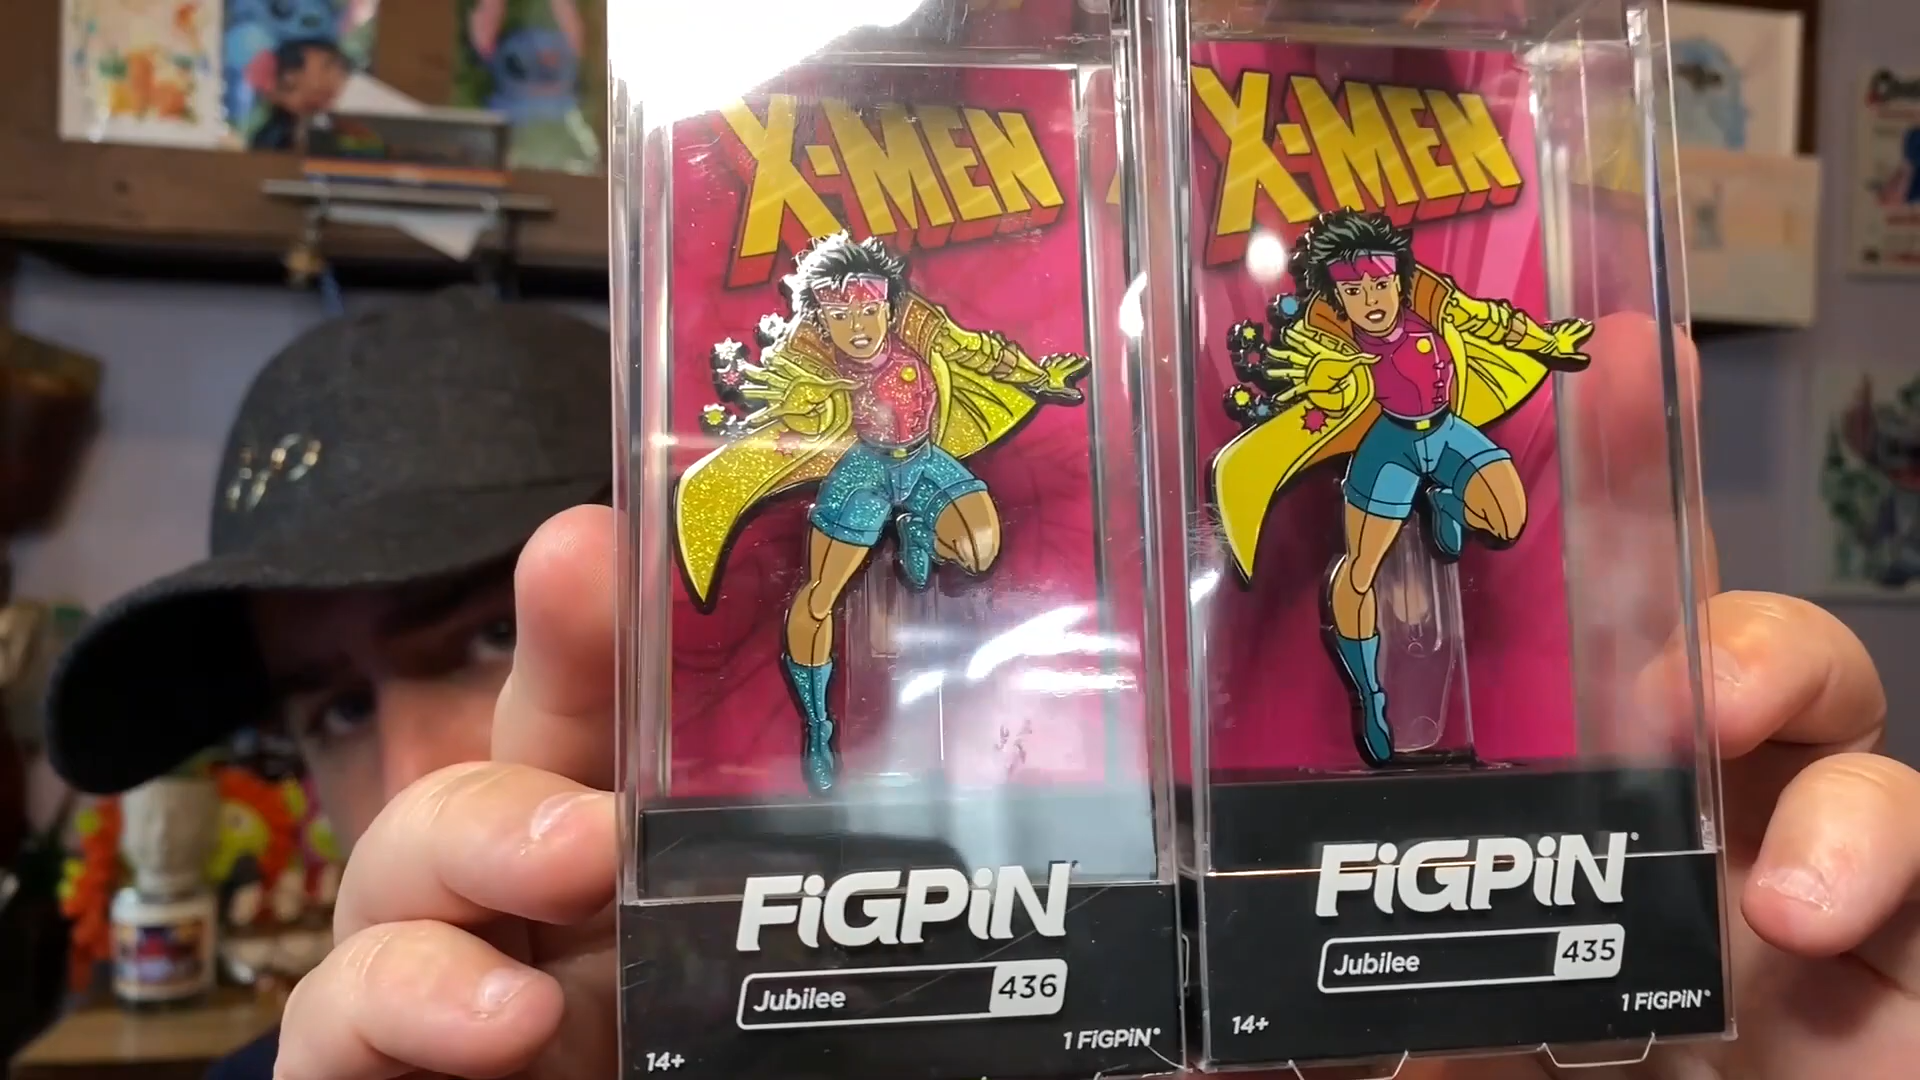 X-MEN
FiGPiN
Jubilee 436
1 FiGPiN®
14+
X-MEN
FiGPiN®
Jubilee 435
1 FiGPiN®
14+